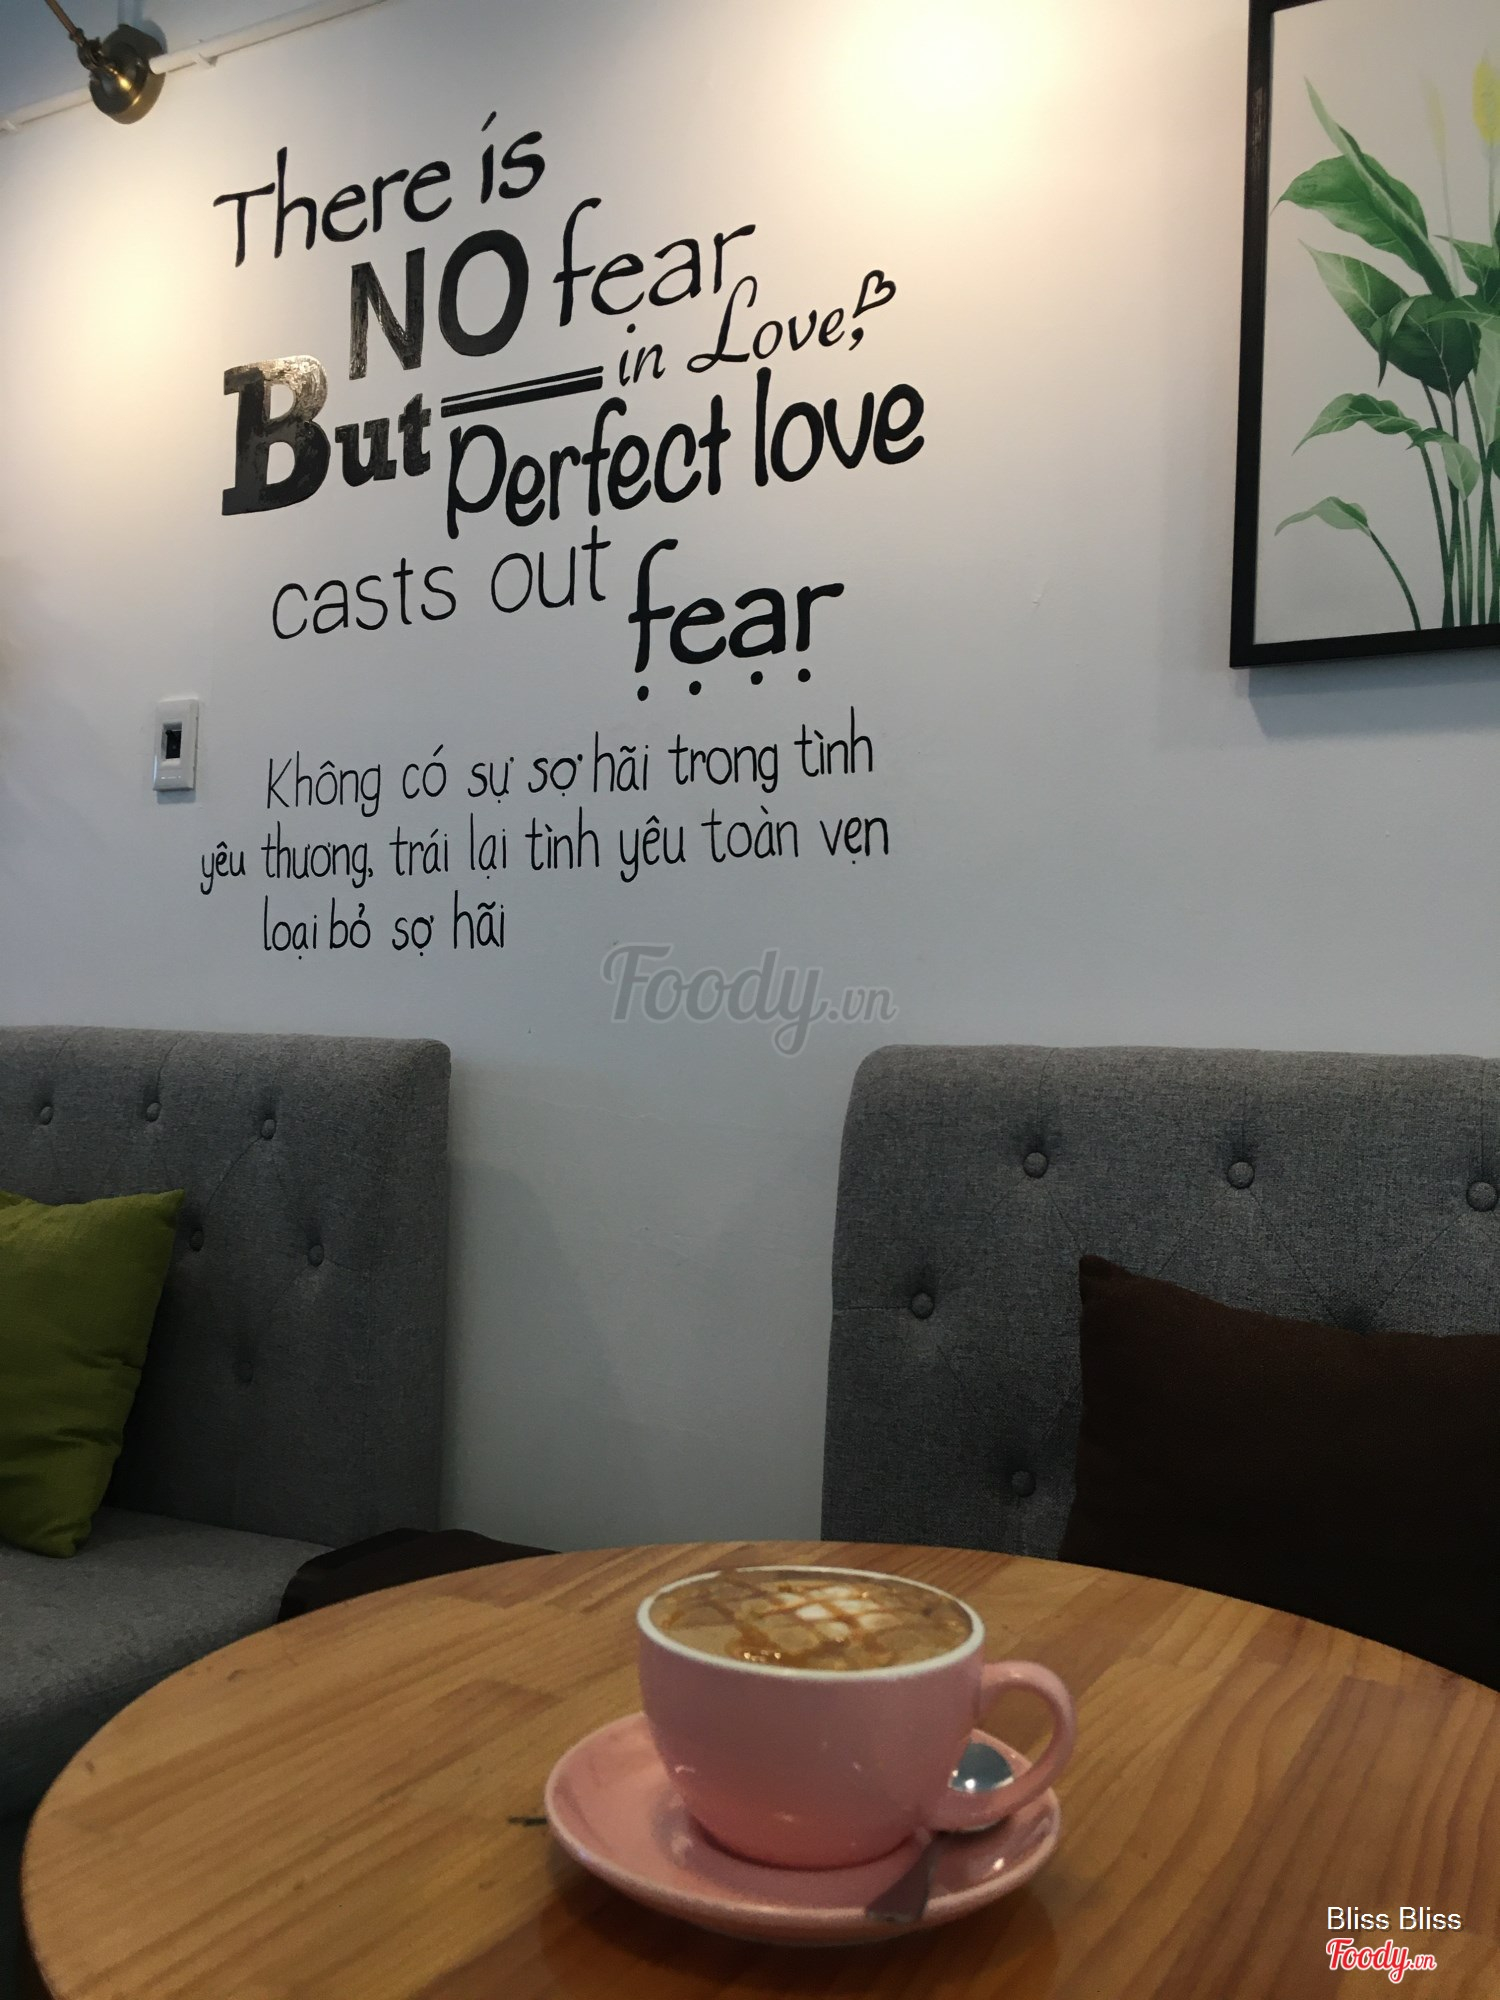 There is
NO fear
in Love,
But perfect love
casts out fear
Không có sự sợ hãi trong tình
yêu thương, trái lại tình yêu toàn vẹn
loại bỏ sợ hãi
Foody.vn
Bliss Bliss
Foody.vn